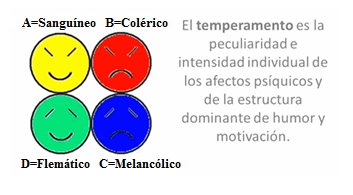 A=Sanguíneo B=Colérico
D=Flemático C=Melancólico
El temperamento es la
peculiaridad e
intensidad individual de
los afectos psíquicos y
de la estructura
dominante de humor y
motivación.